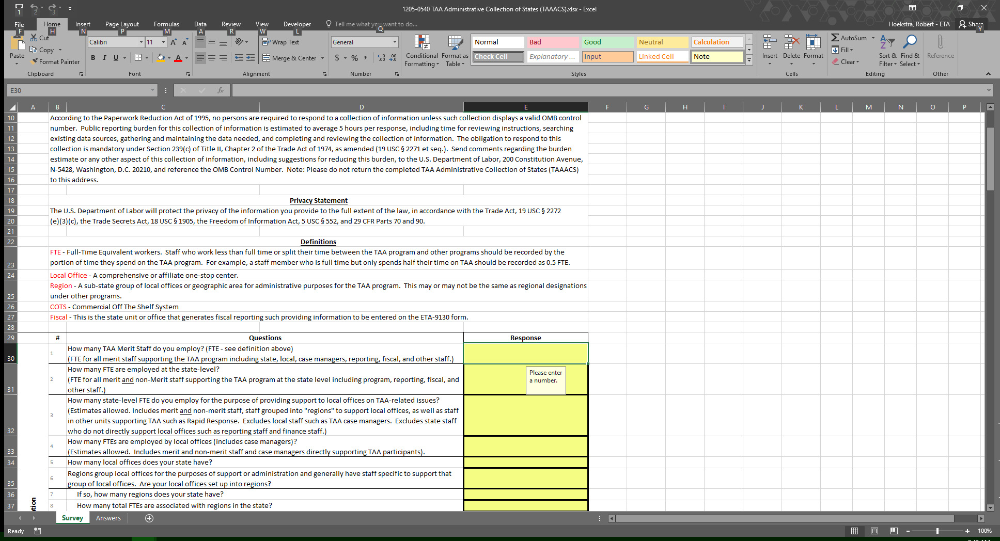 1205-0540 TAA Administrative Collection of States (TAAACS).xlsx - Excel
1 2 3
File Home Insert Page Layout Formulas Data Review View Developer Tell me what you want to do... Hoekstra, Robert - ETA Share
F H N P M A R W L Q Y
Cut
Copy
Format Painter
Paste
Calibri 11
B I U
Wrap Text
Merge & Center
General
$ % ,
Conditional Formatting
Format as Table
Normal Bad Good Neutral Calculation
Check Cell Explanatory ... Input Linked Cell Note
Insert Delete Format
AutoSum
Fill
Clear
Sort & Filter
Find & Select
Reference
Clipboard Font Alignment Number Styles Cells Editing Other
E30
fx
A B C D E F G H I J K L M N O P
10 According to the Paperwork Reduction Act of 1995, no persons are required to respond to a collection of information unless such collection displays a valid OMB control
11 number.  Public reporting burden for this collection of information is estimated to average 5 hours per response, including time for reviewing instructions, searching
12 existing data sources, gathering and maintaining the data needed, and completing and reviewing the collection of information.  The obligation to respond to this
13 collection is mandatory under Section 239(c) of Title II, Chapter 2 of the Trade Act of 1974, as amended (19 USC § 2271 et seq.).  Send comments regarding the burden
14 estimate or any other aspect of this collection of information, including suggestions for reducing this burden, to the U.S. Department of Labor, 200 Constitution Avenue,
15 N-5428, Washington, D.C. 20210, and reference the OMB Control Number.  Note: Please do not return the completed TAA Administrative Collection of States (TAAACS)
16 to this address.
17
18 Privacy Statement
19 The U.S. Department of Labor will protect the privacy of the information you provide to the full extent of the law, in accordance with the Trade Act, 19 USC § 2272
20 (e)(3)(c), the Trade Secrets Act, 18 USC § 1905, the Freedom of Information Act, 5 USC § 552, and 29 CFR Parts 70 and 90.
21
22 Definitions
FTE - Full-Time Equivalent workers.  Staff who work less than full time or split their time between the TAA program and other programs should be recorded by the
23 portion of time they spend on the TAA program.  For example, a staff member who is full time but only spends half their time on TAA should be recorded as 0.5 FTE.
24 Local Office - A comprehensive or affiliate one-stop center.
Region - A sub-state group of local offices or geographic area for administrative purposes for the TAA program.  This may or may not be the same as regional designations
25 under other programs.
26 COTS - Commercial Off The Shelf System
27 Fiscal - This is the state unit or office that generates fiscal reporting such providing information to be entered on the ETA-9130 form.
28
29 # Questions Response
1 How many TAA Merit Staff do you employ? (FTE - see definition above)
30 (FTE for all merit staff supporting the TAA program including state, local, case managers, reporting, fiscal, and other staff.)
How many FTE are employed at the state-level?
2 (FTE for all merit and non-Merit staff supporting the TAA program at the state level including program, reporting, fiscal, and
31 other staff.)
Please enter
a number.
How many state-level FTE do you employ for the purpose of providing support to local offices on TAA-related issues?
3 (Estimates allowed. Includes merit and non-merit staff, staff grouped into "regions" to support local offices, as well as staff
in other units supporting TAA such as Rapid Response.  Excludes local staff such as TAA case managers.  Excludes state staff
32 who do not directly support local offices such as reporting staff and finance staff.)
4 How many FTEs are employed by local offices (includes case managers)?
33 (Estimates allowed.  Includes merit and non-merit staff and case managers directly supporting TAA participants).
34 5 How many local offices does your state have?
6 Regions group local offices for the purposes of support or administration and generally have staff specific to support that
35 group of local offices.  Are your local offices set up into regions?
36 7 If so, how many regions does your state have?
37 8 How many total FTEs are associated with regions in the state?
Survey Answers
Ready 100%